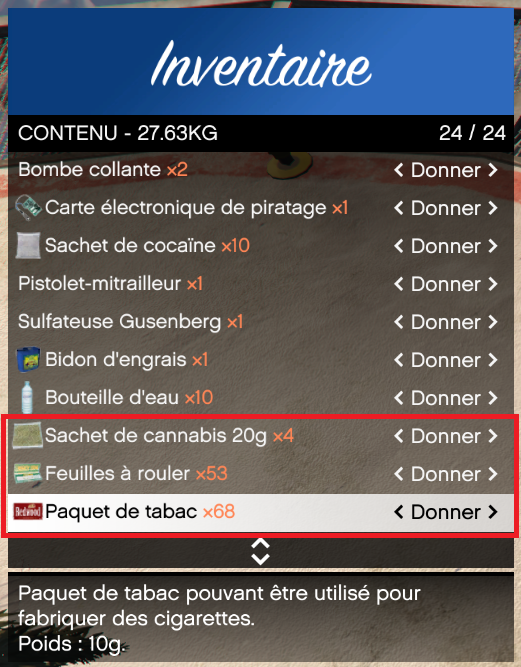 Inventaire
CONTENU - 27.63KG 24 / 24
Bombe collante x2 < Donner >
Carte électronique de piratage x1 < Donner >
Sachet de cocaïne x10 < Donner >
Pistolet-mitrailleur x1 < Donner >
Sulfateuse Gusenberg x1 < Donner >
Bidon d'engrais x1 < Donner >
Bouteille d'eau x10 < Donner >
Sachet de cannabis 20g x4 < Donner >
Feuilles à rouler x53 < Donner >
Redwood Paquet de tabac x68 < Donner >
Paquet de tabac pouvant être utilisé pour
fabriquer des cigarettes.
Poids : 10g.